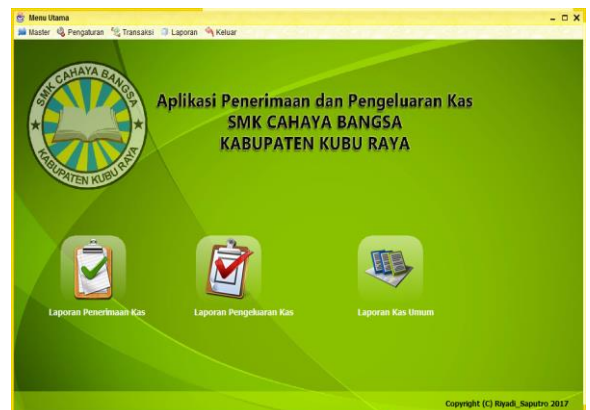 Menu Utama
Master Pengaturan Transaksi Laporan Keluar
SMK CAHAYA BANGSA
KABUPATEN KUBU RAYA
Aplikasi Penerimaan dan Pengeluaran Kas
SMK CAHAYA BANGSA
KABUPATEN KUBU RAYA
Laporan Penerimaan Kas
Laporan Pengeluaran Kas
Laporan Kas Umum
Copyright (C) Riyadi_Saputro 2017